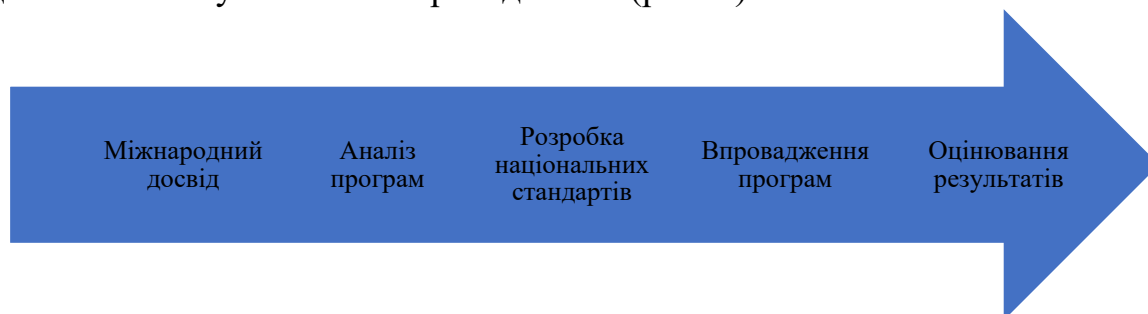 Міжнародний
досвід
Аналіз
програм
Розробка
національних
стандартів
Впровадження
програм
Оцінювання
результатів